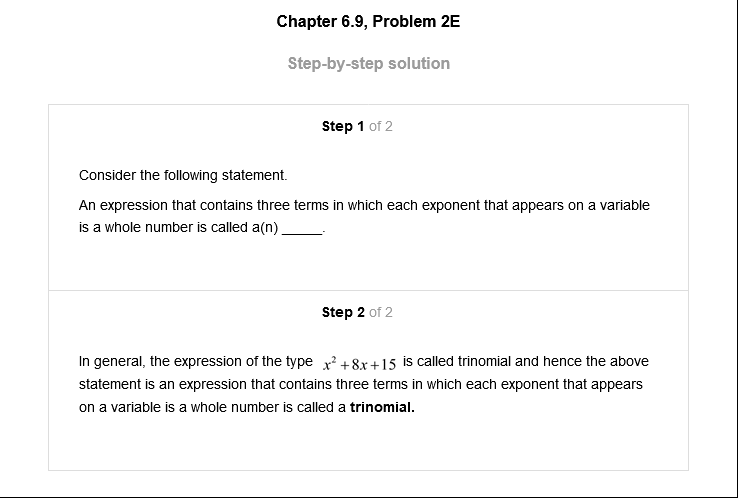 Chapter 6.9, Problem 2E
Step-by-step solution
Step 1 of 2
Consider the following statement.
An expression that contains three terms in which each exponent that appears on a variable
is a whole number is called a(n) _____.
Step 2 of 2
In general, the expression of the type x² +8x+15 is called trinomial and hence the above
statement is an expression that contains three terms in which each exponent that appears
on a variable is a whole number is called a trinomial.